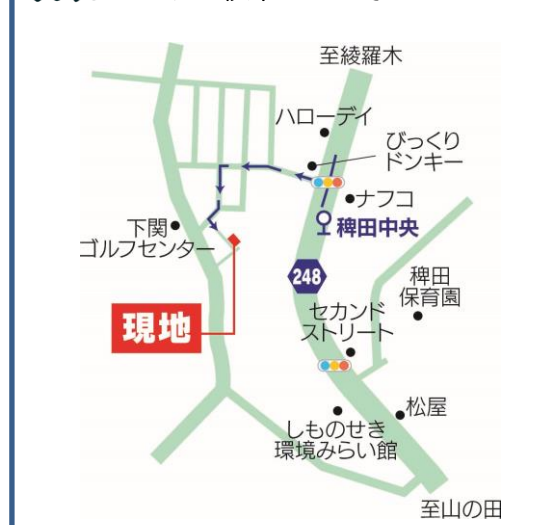 至綾羅木
ハローデイ
びっくり
ドンキー
ナフコ
稗田中央
下関
ゴルフセンター
248
稗田
保育園
現地
セカンド
ストリート
松屋
しものせき
環境みらい館
至山の田